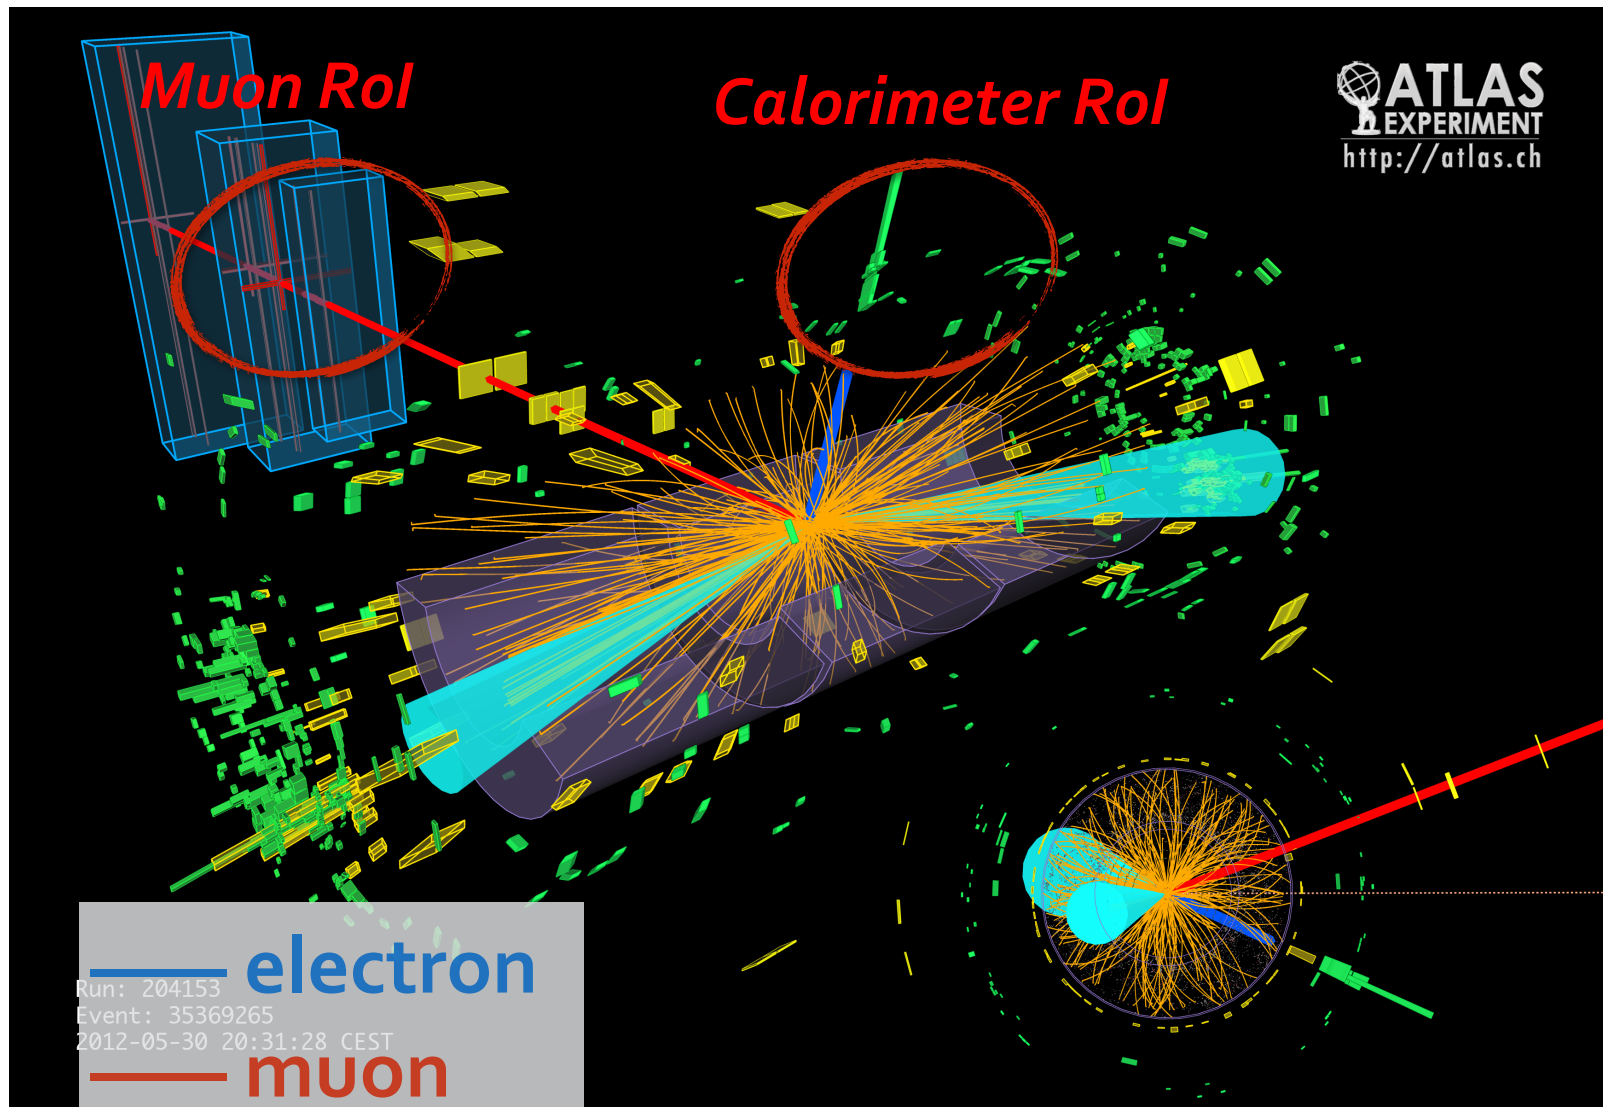 Muon RoI
Calorimeter RoI
ATLAS
EXPERIMENT
http://atlas.ch
electron
Run: 204153
Event: 35369265
2012-05-30 20:31:28 CEST
muon